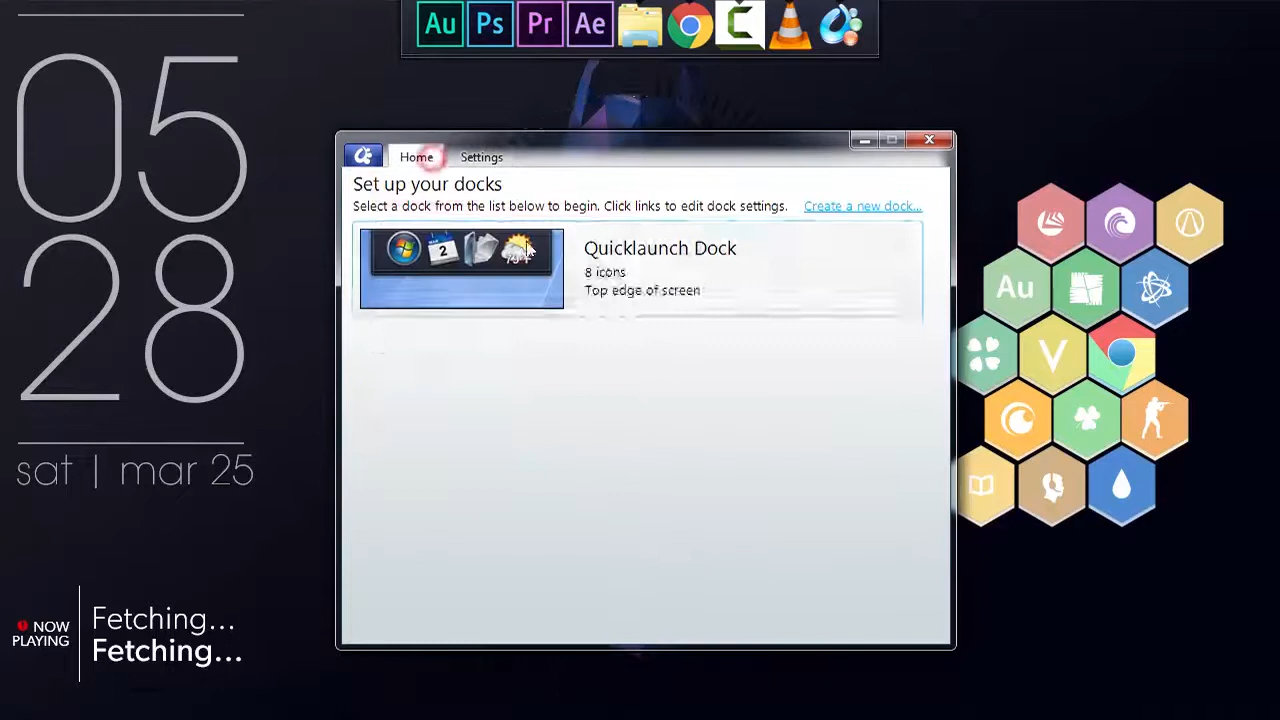 Au Ps Pr Ae
05
28
sat | mar 25
NOW PLAYING
Fetching...
Fetching...
Home Settings
Set up your docks
Select a dock from the list below to begin. Click links to edit dock settings. Create a new dock...
2
Quicklaunch Dock
8 icons
Top edge of screen
Au
V